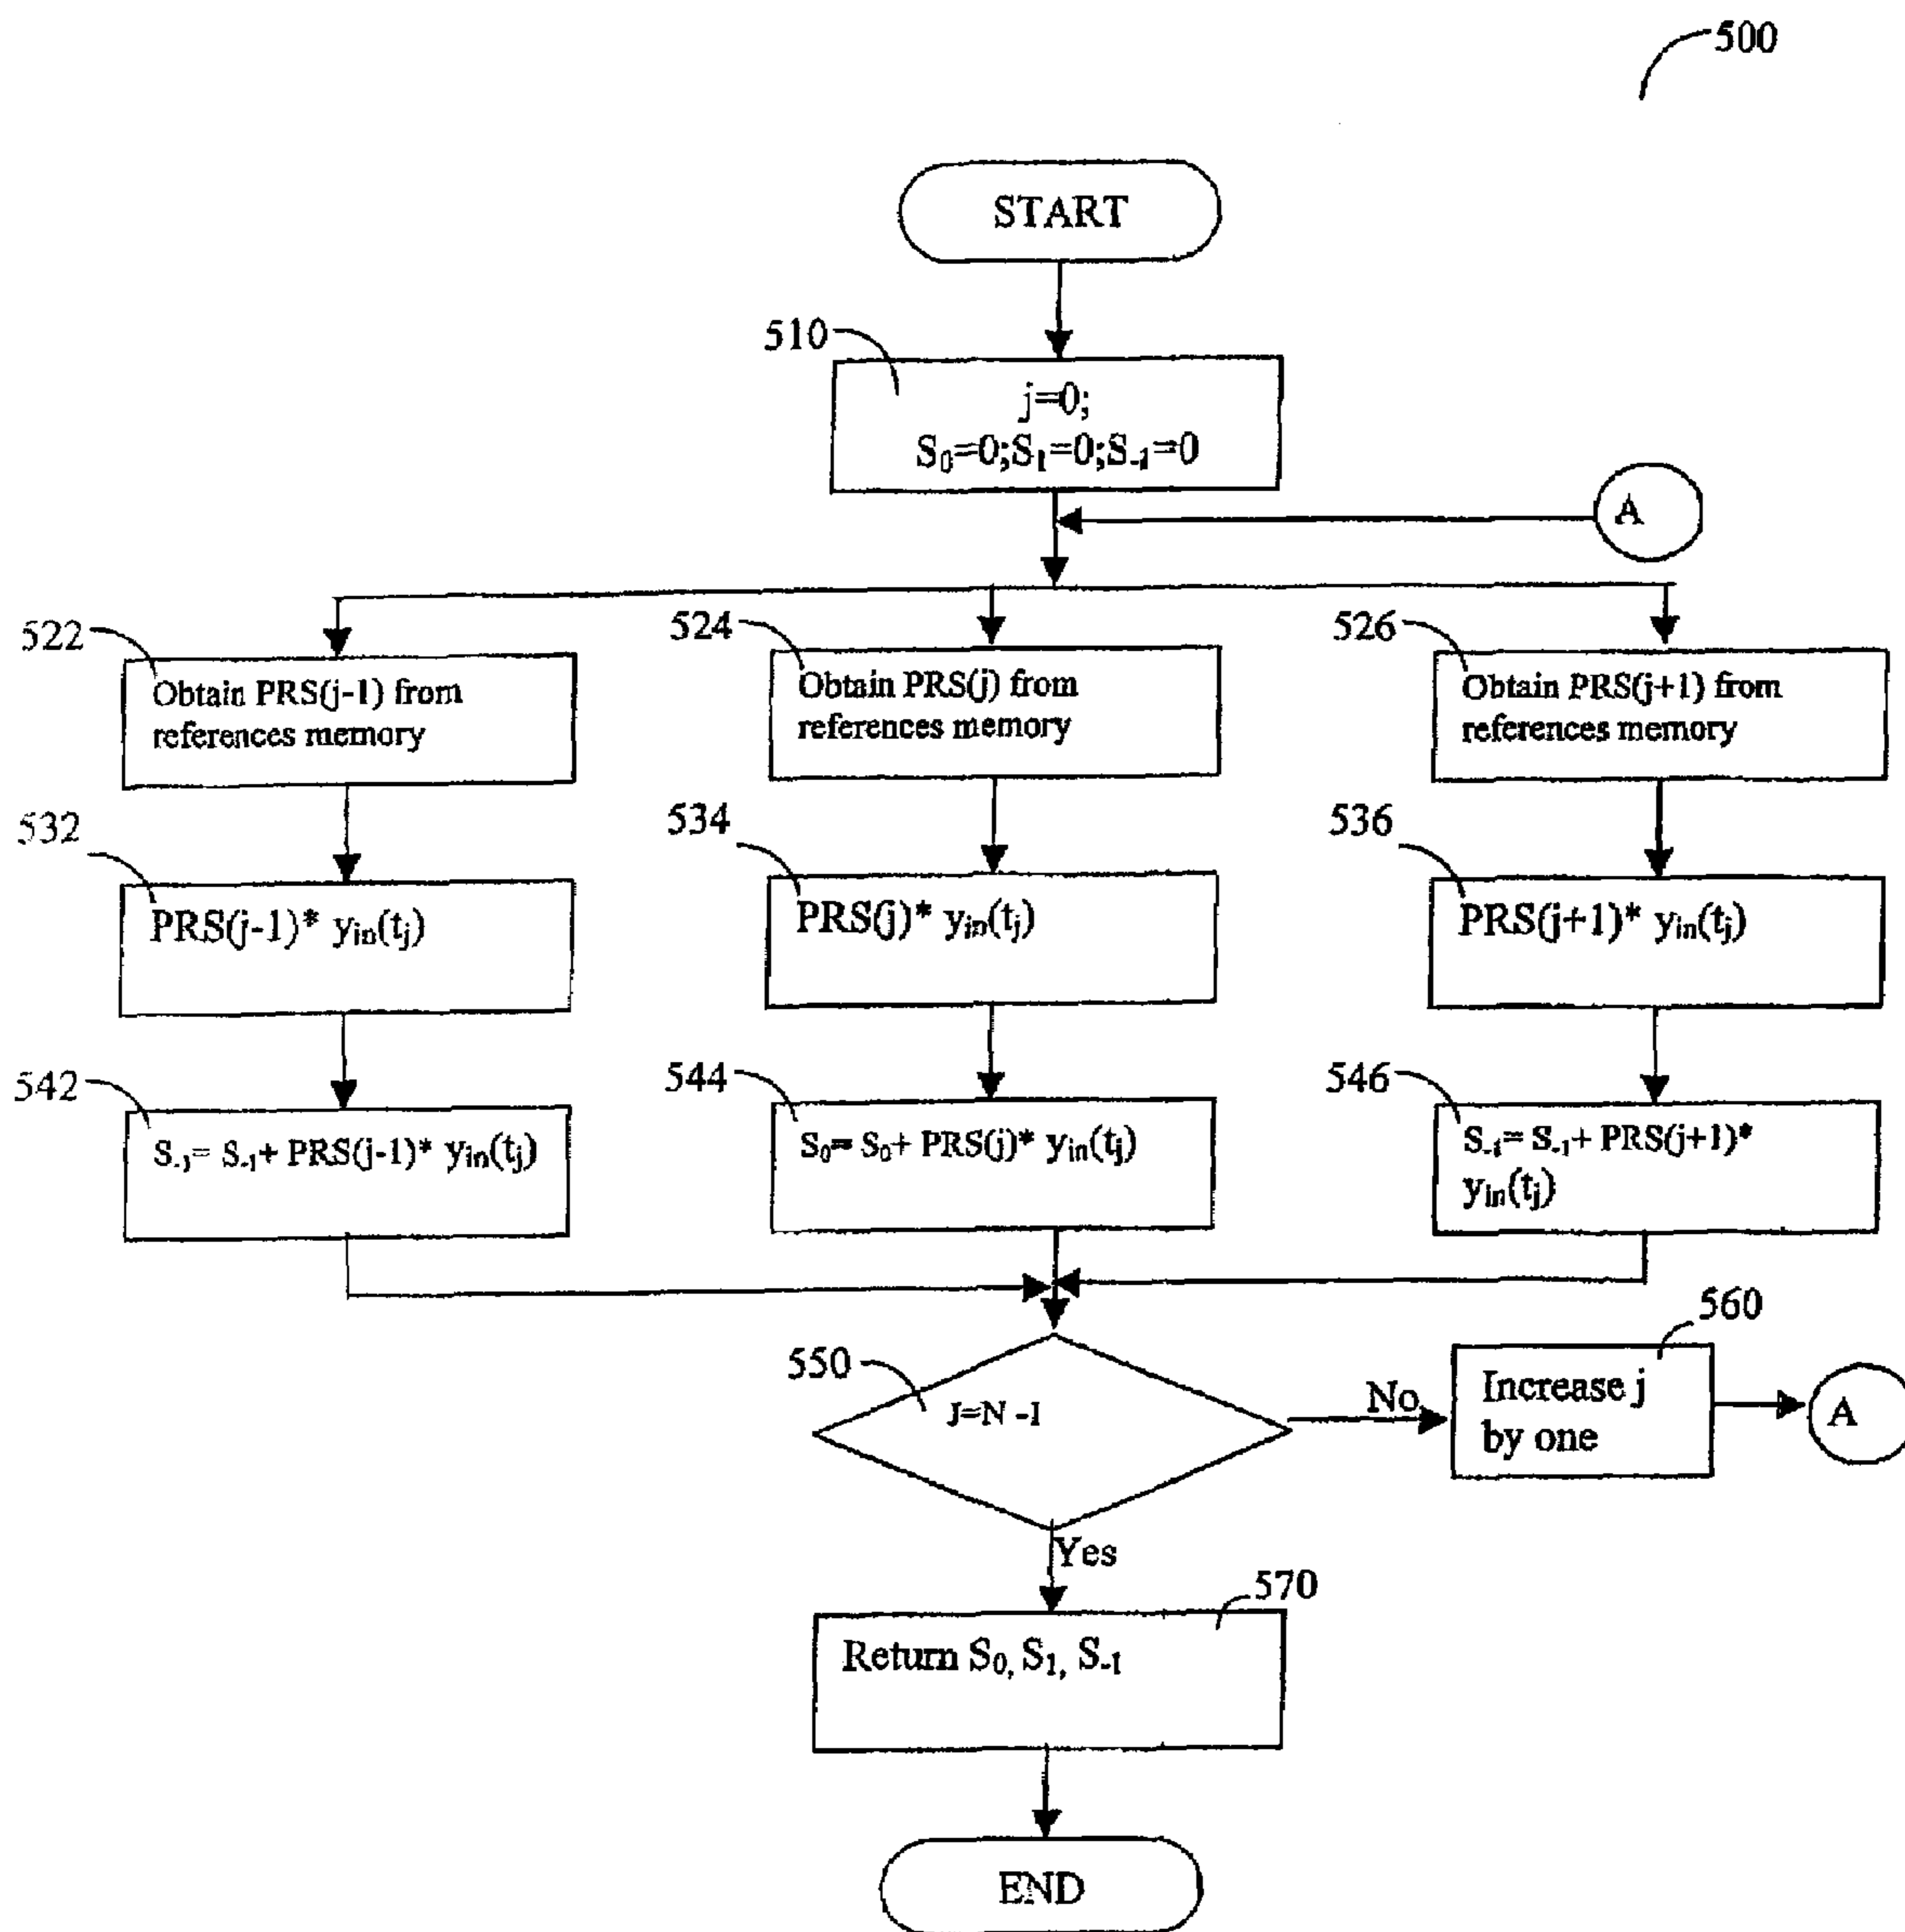 500
START
510
j=0;
S₀=0;S₁=0;S₋₁=0
A
522
Obtain PRS(j-1) from
references memory
524
Obtain PRS(j) from
references memory
526
Obtain PRS(j+1) from
references memory
532
PRS(j-1)* yᵢₙ(tⱼ)
534
PRS(j)* yᵢₙ(tⱼ)
536
PRS(j+1)* yᵢₙ(tⱼ)
542
S₋₁= S₋₁+ PRS(j-1)* yᵢₙ(tⱼ)
544
S₀= S₀+ PRS(j)* yᵢₙ(tⱼ)
546
S₋₁= S₋₁+ PRS(j+1)*
yᵢₙ(tⱼ)
550
J=N -1
No
560
Increase j
by one
A
Yes
570
Return S₀, S₁, S₋₁
END